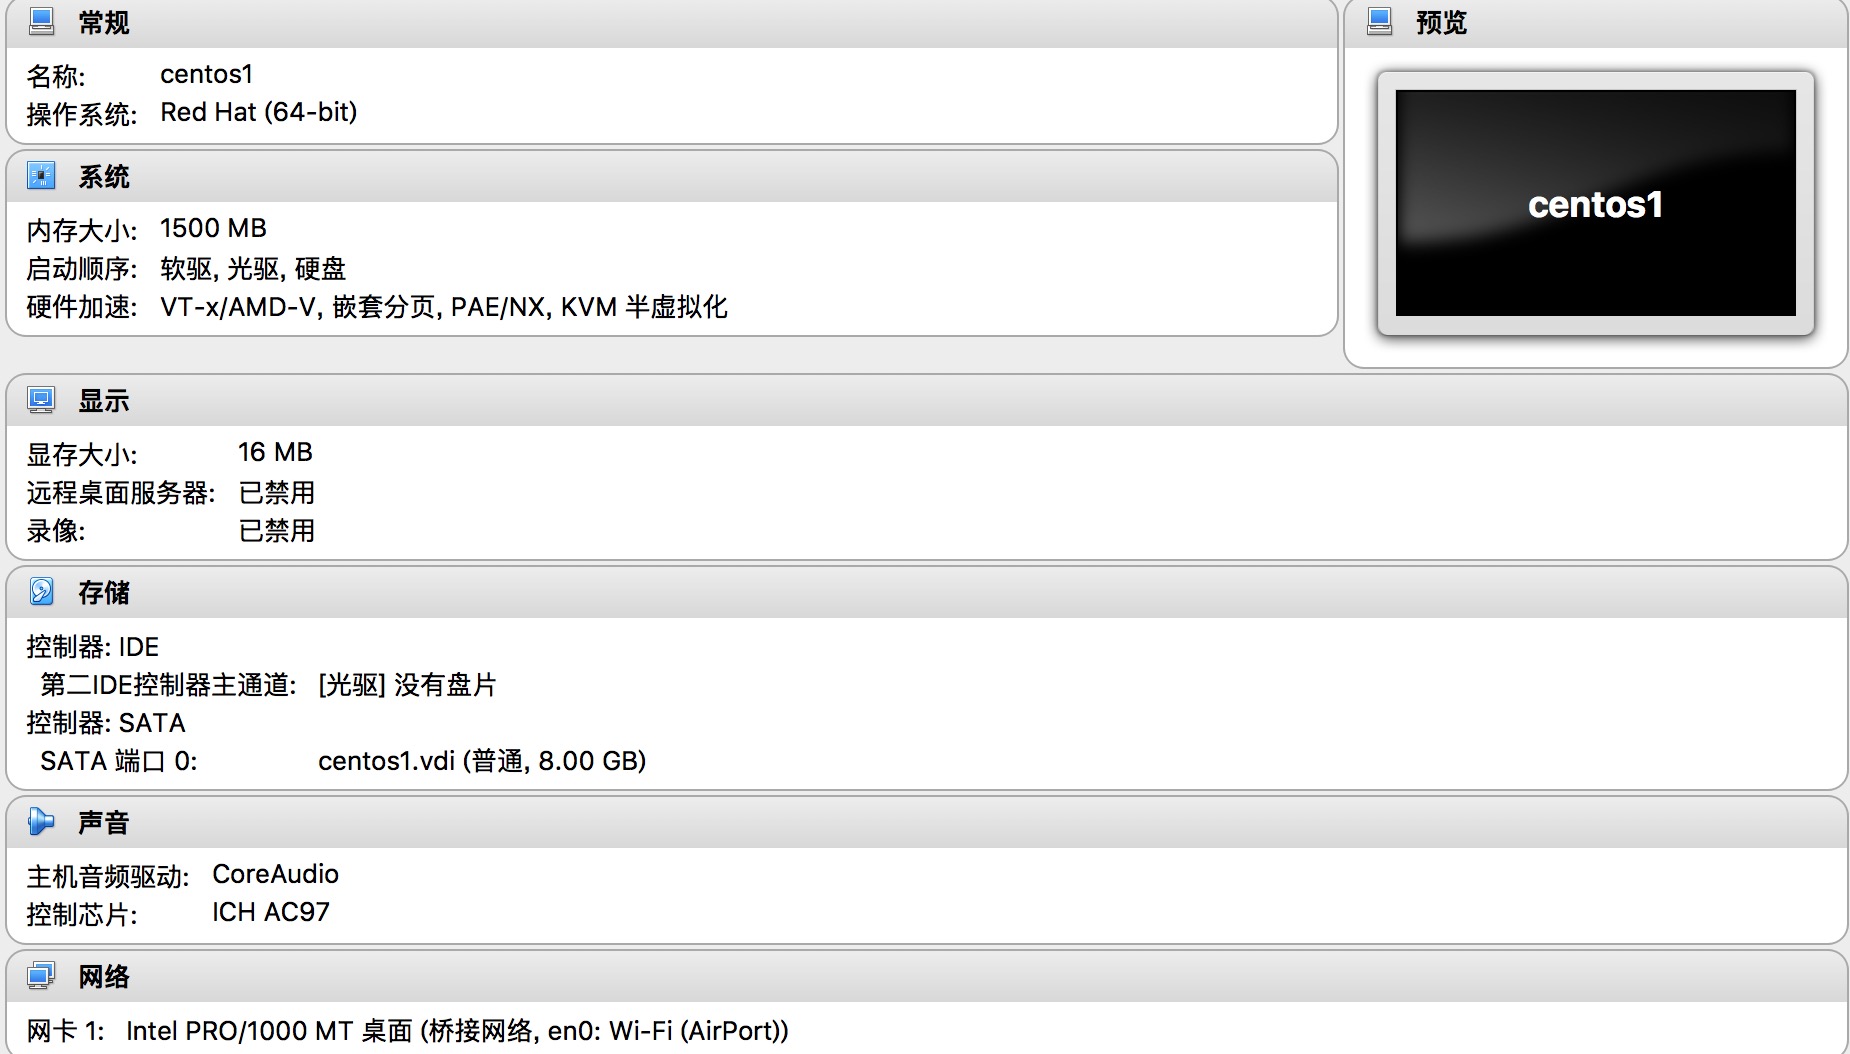 常规
名称: centos1
操作系统: Red Hat (64-bit)
预览
centos1
系统
内存大小: 1500 MB
启动顺序: 软驱, 光驱, 硬盘
硬件加速: VT-x/AMD-V, 嵌套分页, PAE/NX, KVM 半虚拟化
显示
显存大小: 16 MB
远程桌面服务器: 已禁用
录像: 已禁用
存储
控制器: IDE
第二IDE控制器主通道: [光驱] 没有盘片
控制器: SATA
SATA 端口 0: centos1.vdi (普通, 8.00 GB)
声音
主机音频驱动: CoreAudio
控制芯片: ICH AC97
网络
网卡 1: Intel PRO/1000 MT 桌面 (桥接网络, en0: Wi-Fi (AirPort))